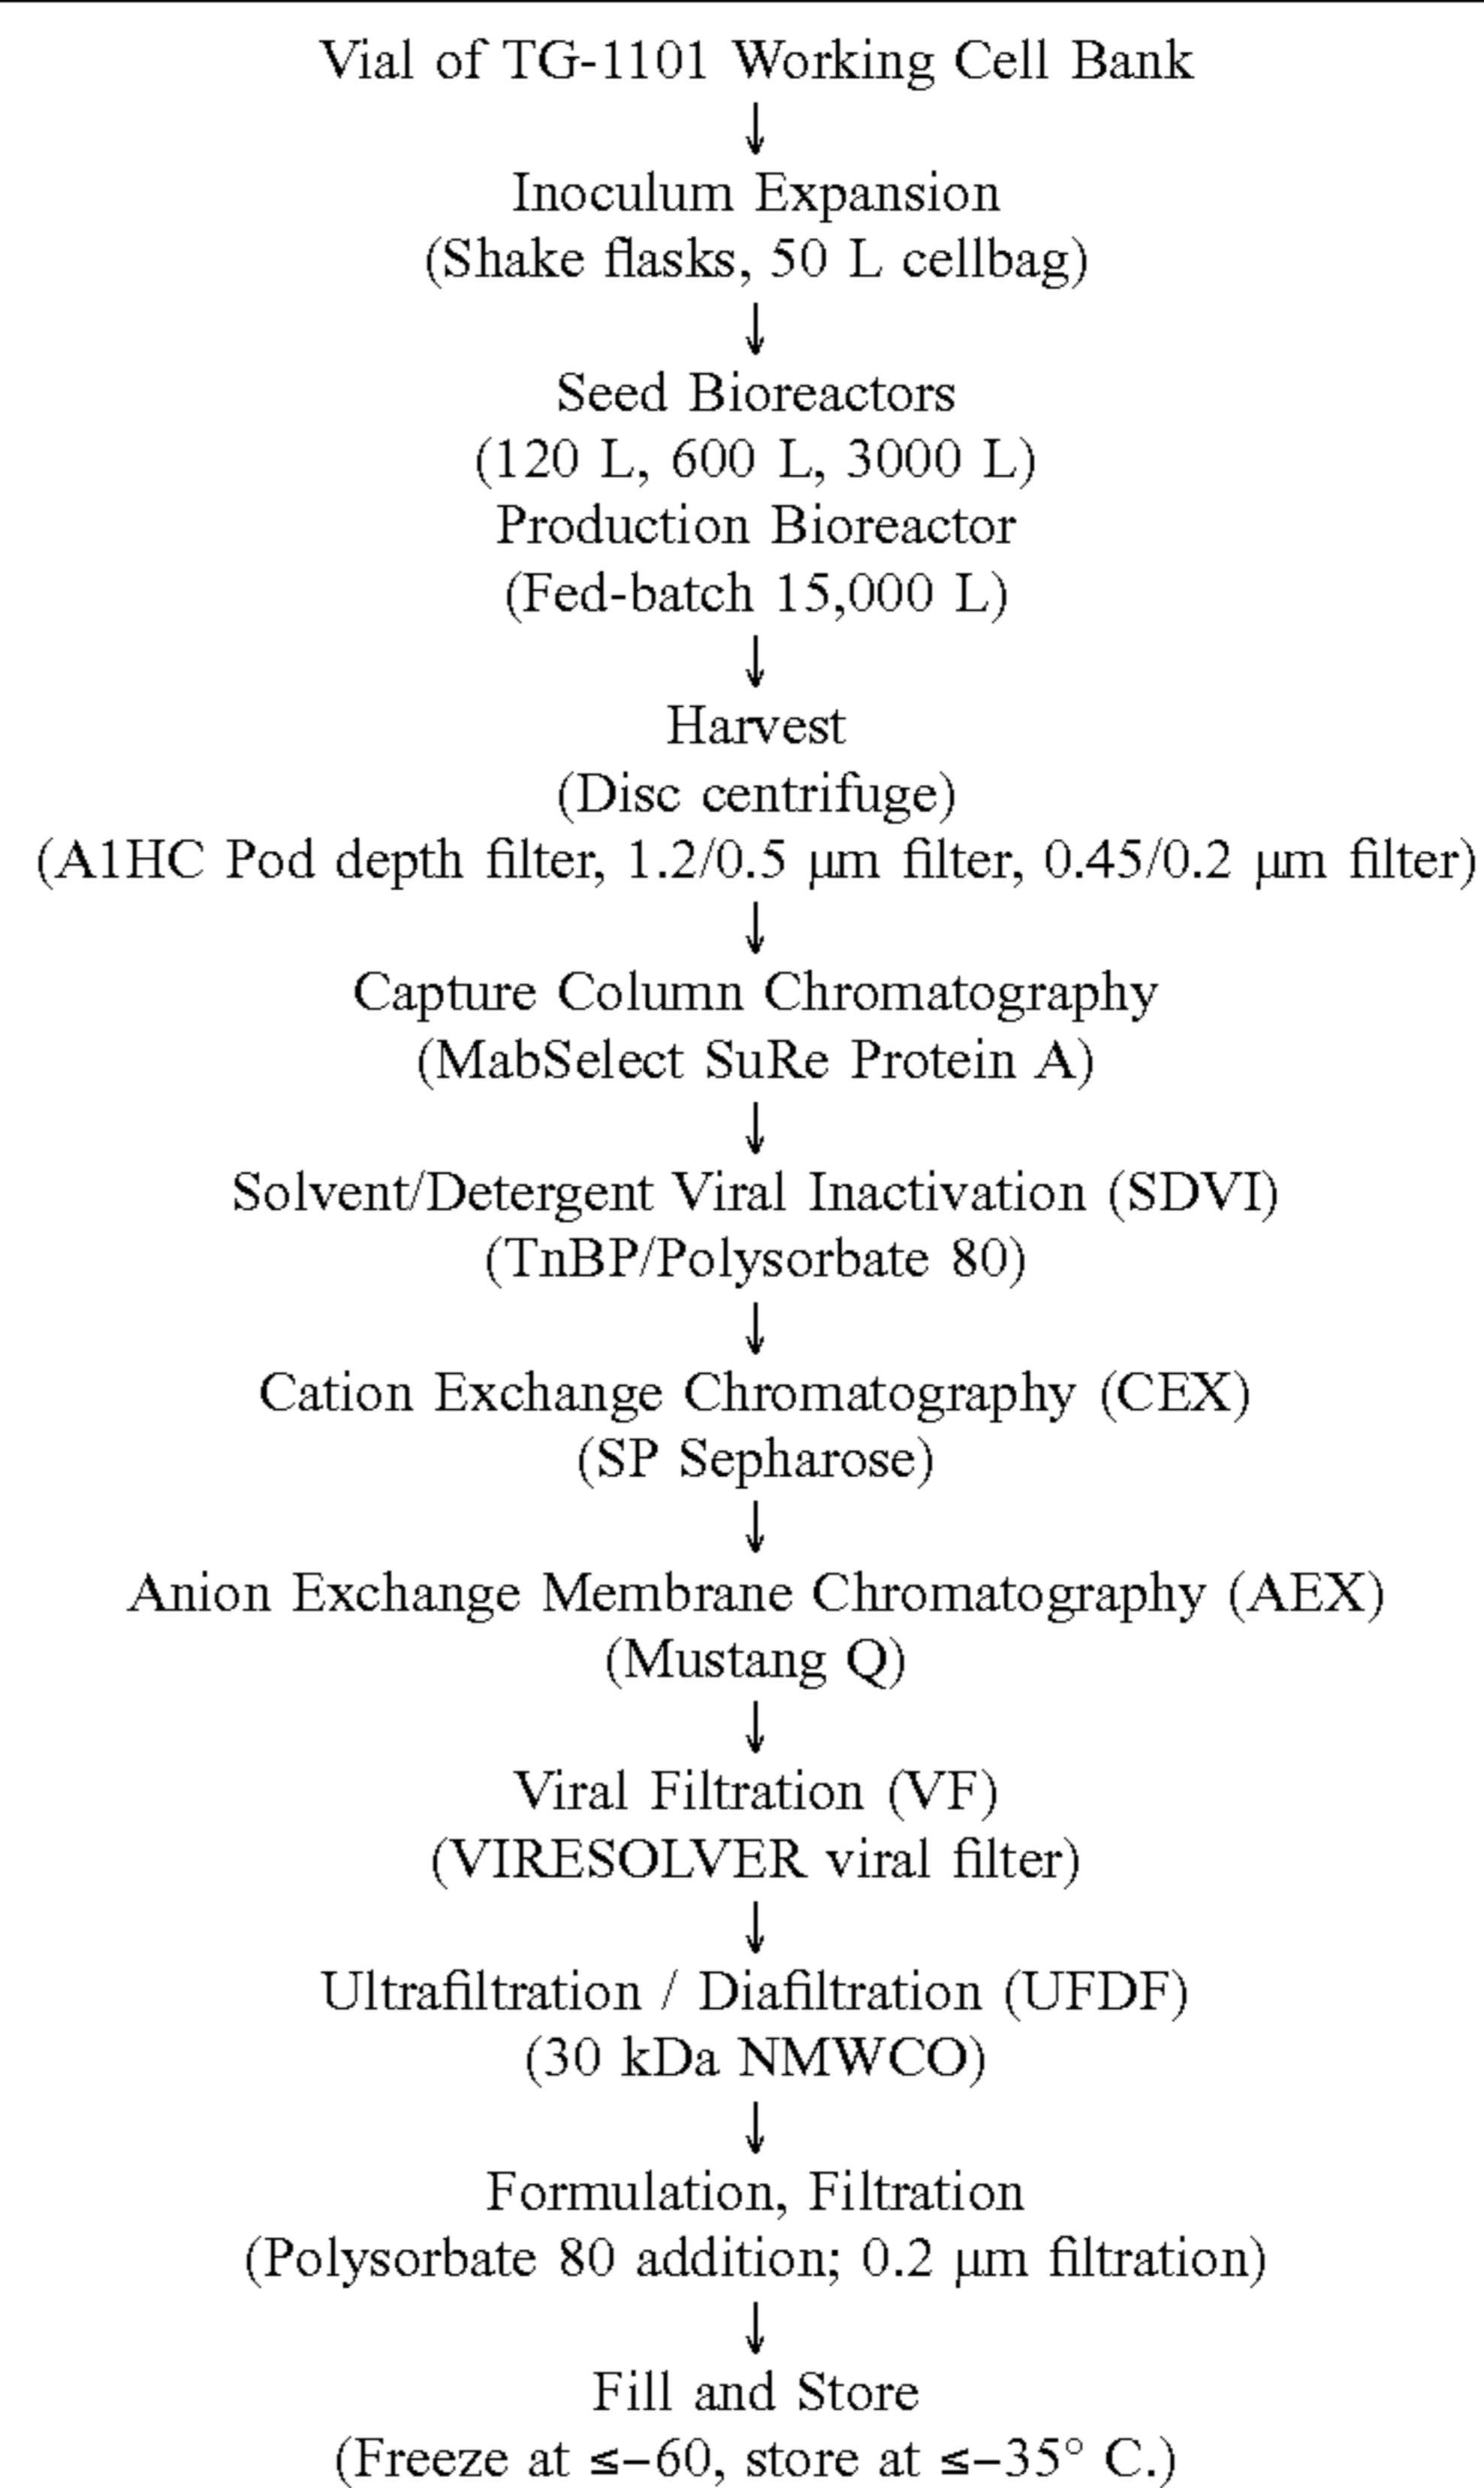 Vial of TG-1101 Working Cell Bank
↓
Inoculum Expansion
(Shake flasks, 50 L cellbag)
↓
Seed Bioreactors
(120 L, 600 L, 3000 L)
Production Bioreactor
(Fed-batch 15,000 L)
↓
Harvest
(Disc centrifuge)
(A1HC Pod depth filter, 1.2/0.5 μm filter, 0.45/0.2 μm filter)
↓
Capture Column Chromatography
(MabSelect SuRe Protein A)
↓
Solvent/Detergent Viral Inactivation (SDVI)
(TnBP/Polysorbate 80)
↓
Cation Exchange Chromatography (CEX)
(SP Sepharose)
↓
Anion Exchange Membrane Chromatography (AEX)
(Mustang Q)
↓
Viral Filtration (VF)
(VIRESOLVER viral filter)
↓
Ultrafiltration / Diafiltration (UFDF)
(30 kDa NMWCO)
↓
Formulation, Filtration
(Polysorbate 80 addition; 0.2 μm filtration)
↓
Fill and Store
(Freeze at ≤−60, store at ≤−35° C.)